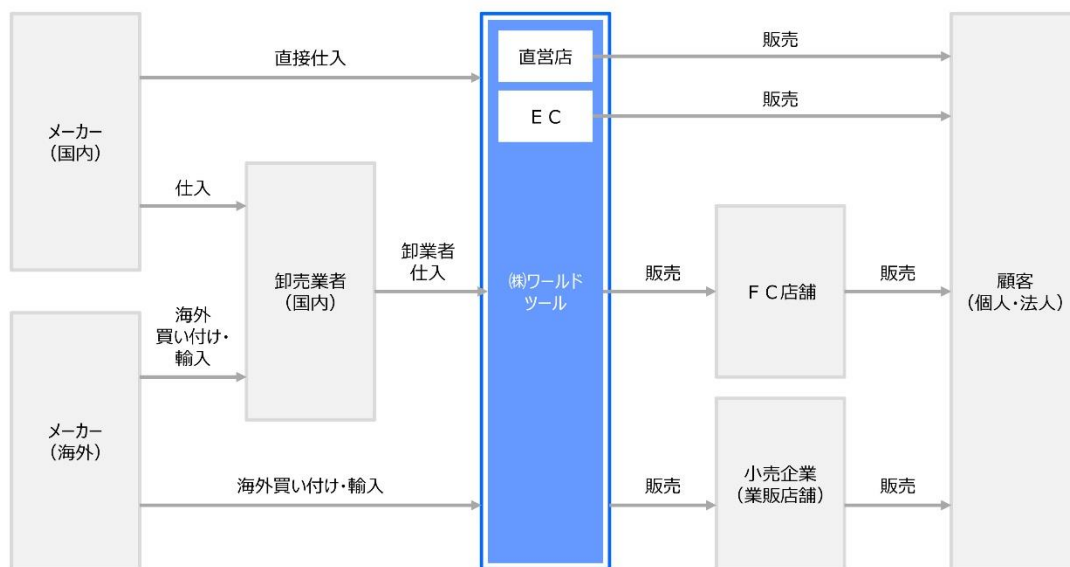 メーカー
（国内）
メーカー
（海外）
直接仕入
仕入
海外
買い付け・
輸入
海外買い付け・輸入
卸売業者
（国内）
卸業者
仕入
直営店
ＥＣ
㈱ワールド
ツール
販売
販売
販売
販売
ＦＣ店舗
小売企業
（業販店舗）
販売
販売
顧客
（個人・法人）